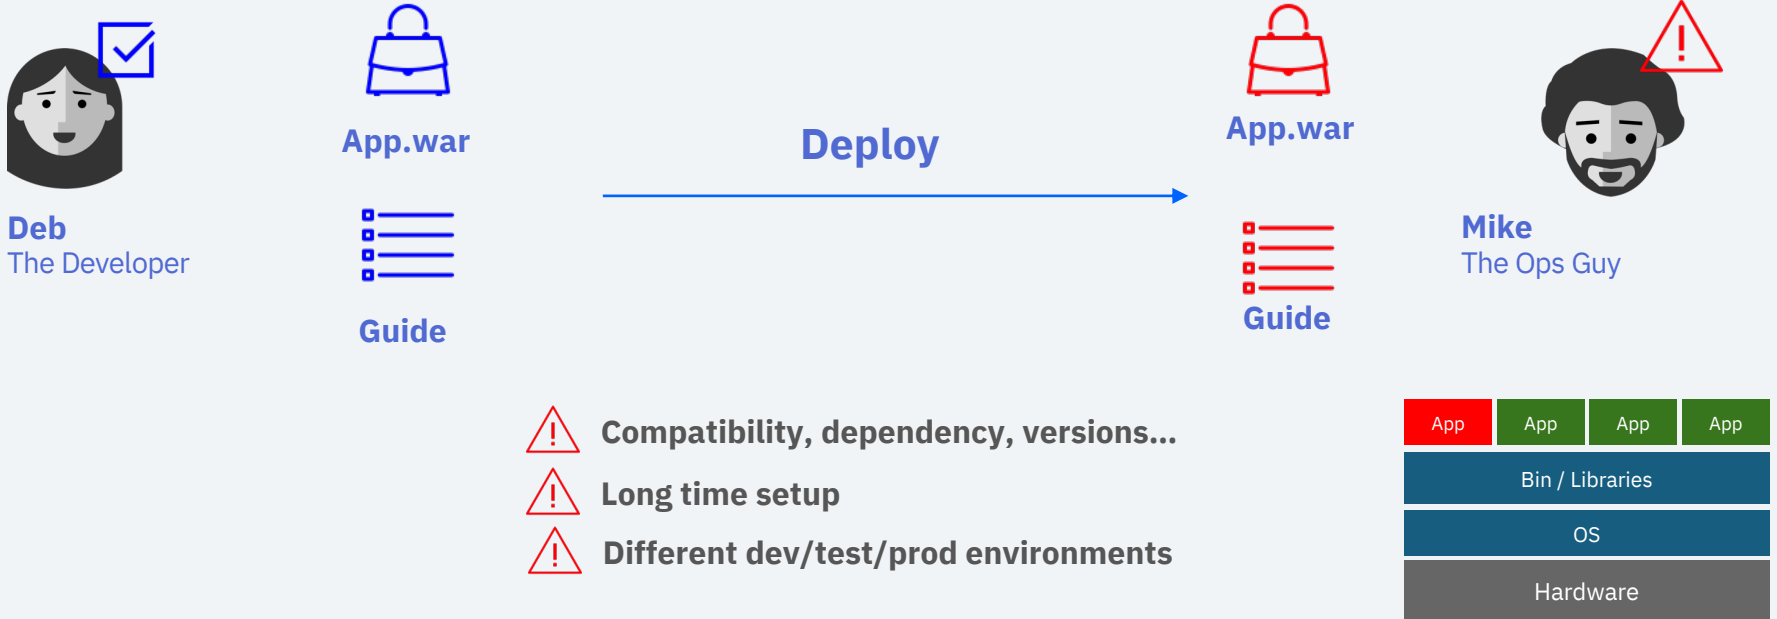 App.war
Deploy
App.war
Deb
The Developer
Guide
Guide
Mike
The Ops Guy
Compatibility, dependency, versions...
Long time setup
Different dev/test/prod environments
App
App
App
App
Bin / Libraries
OS
Hardware